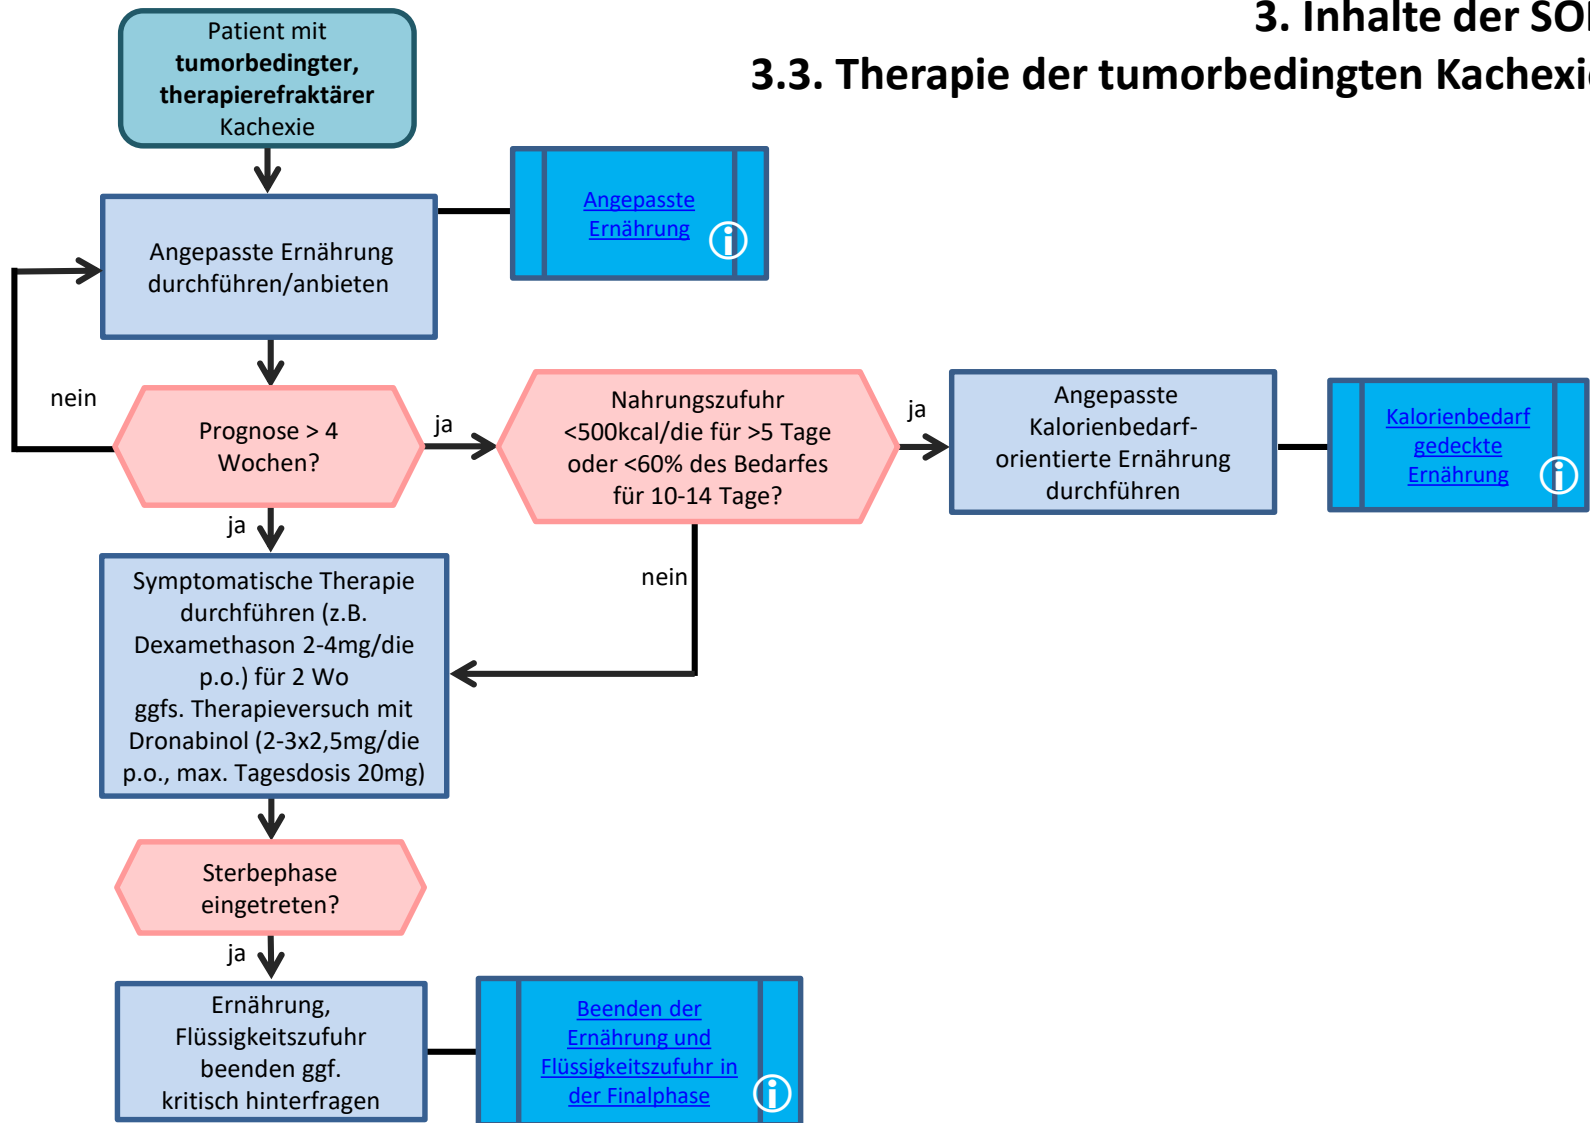 3. Inhalte der SOP
3.3. Therapie der tumorbedingten Kachexie
Patient mit
tumorbedingter,
therapierefraktärer
Kachexie
Angepasste Ernährung
durchführen/anbieten
Angepasste
Ernährung
nein
Prognose > 4
Wochen?
ja
Nahrungszufuhr
<500kcal/die für >5 Tage
oder <60% des Bedarfes
für 10-14 Tage?
ja
Angepasste
Kalorienbedarf-
orientierte Ernährung
durchführen
Kalorienbedarf
gedeckte
Ernährung
ja
nein
Symptomatische Therapie
durchführen (z.B.
Dexamethason 2-4mg/die
p.o.) für 2 Wo
ggfs. Therapieversuch mit
Dronabinol (2-3x2,5mg/die
p.o., max. Tagesdosis 20mg)
Sterbephase
eingetreten?
ja
Ernährung,
Flüssigkeitszufuhr
beenden ggf.
kritisch hinterfragen
Beenden der
Ernährung und
Flüssigkeitszufuhr in
der Finalphase